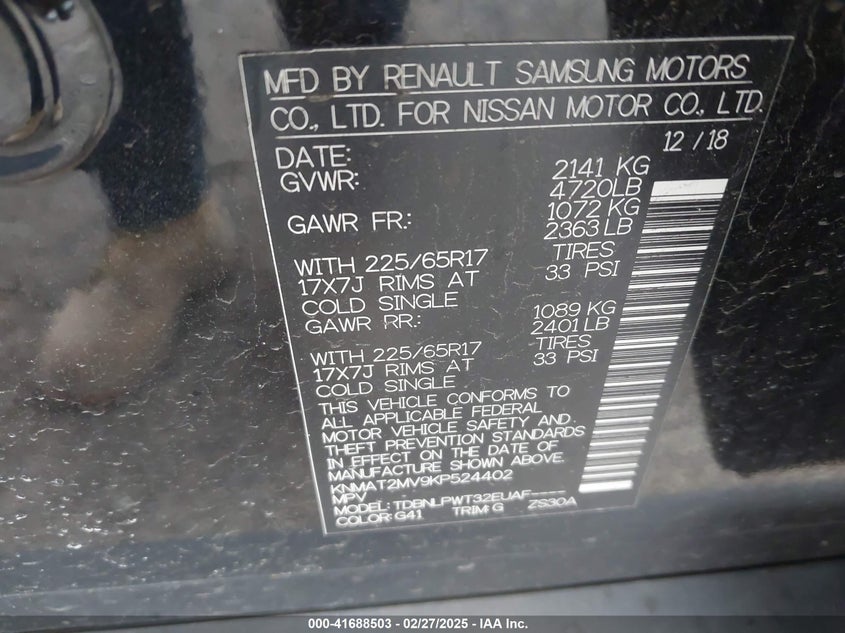 MFD BY RENAULT SAMSUNG MOTORS
CO., LTD. FOR NISSAN MOTOR CO., LTD.
DATE: 12 / 18
GVWR: 2141 KG
4720LB
GAWR FR.: 1072 KG
2363 LB
WITH 225/65R17 TIRES
17X7J RIMS AT 33 PSI
COLD SINGLE
GAWR RR.: 1089 KG
2401 LB
WITH 225/65R17 TIRES
17X7J RIMS AT 33 PSI
COLD SINGLE
THIS VEHICLE CONFORMS TO
ALL APPLICABLE FEDERAL
MOTOR VEHICLE SAFETY AND
THEFT PREVENTION STANDARDS
IN EFFECT ON THE DATE OF
MANUFACTURE SHOWN ABOVE.
KNMAT2MV9KP524402
MPV
MODEL: TDBNLPWT32EUAF-----
COLOR: G41 TRIM: G ZS30A
000-41688503 - 02/27/2025 - IAA Inc.